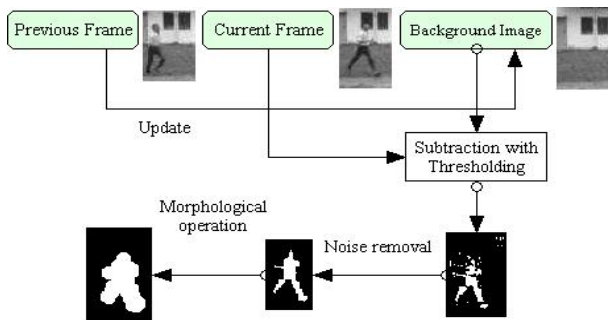 Previous Frame
Current Frame
Background Image
Update
Subtraction with
Thresholding
Morphological
operation
Noise removal